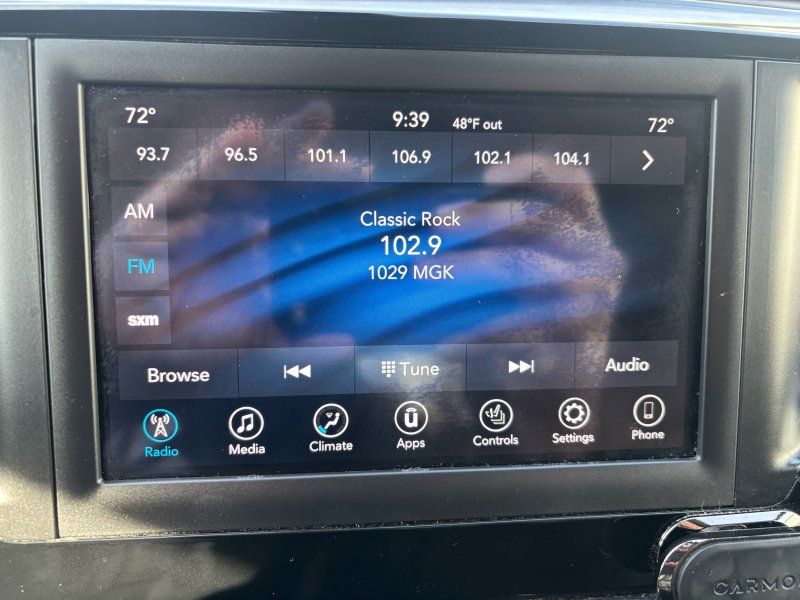 72° 9:39 48°F out 72°
93.7 96.5 101.1 106.9 102.1 104.1
AM
Classic Rock
102.9
FM
1029 MGK
sxm
Browse Tune Audio
Radio Media Climate Apps Controls Settings Phone
CARMO